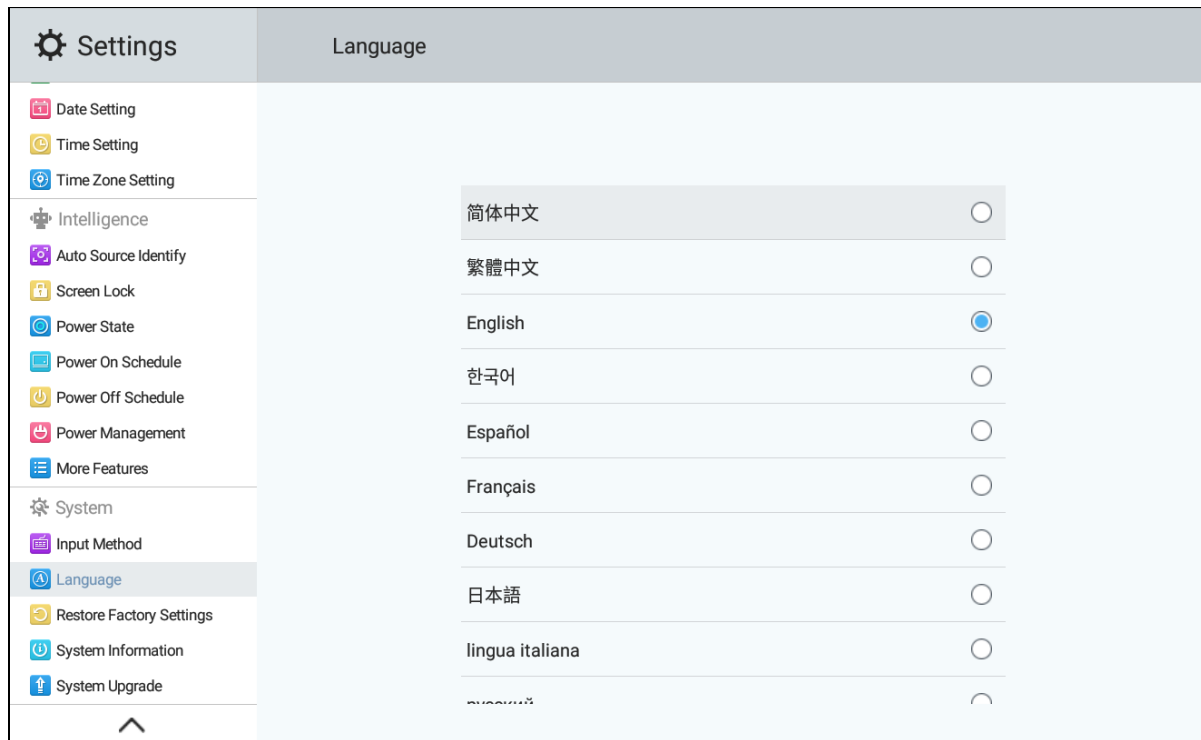 Settings
Language
Date Setting
Time Setting
Time Zone Setting
Intelligence
Auto Source Identify
Screen Lock
Power State
Power On Schedule
Power Off Schedule
Power Management
More Features
System
Input Method
Language
Restore Factory Settings
System Information
System Upgrade
简体中文
繁體中文
English
한국어
Español
Français
Deutsch
日本語
lingua italiana
русский